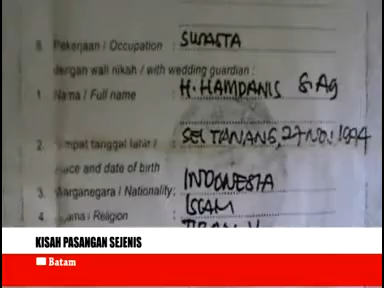 8. Pekerjaan / Occupation : SWASTA
dengan wali nikah / with wedding guardian :
1. Nama / Full name : H. HAMDANIS S. Ag
2. Tempat tanggal lahir / : SEI TANANG, 27 NOV 1994
Place and date of birth
3. Warganegara / Nationality : INDONESIA
4. Agama / Religion : ISLAM
KISAH PASANGAN SEJENIS
Batam